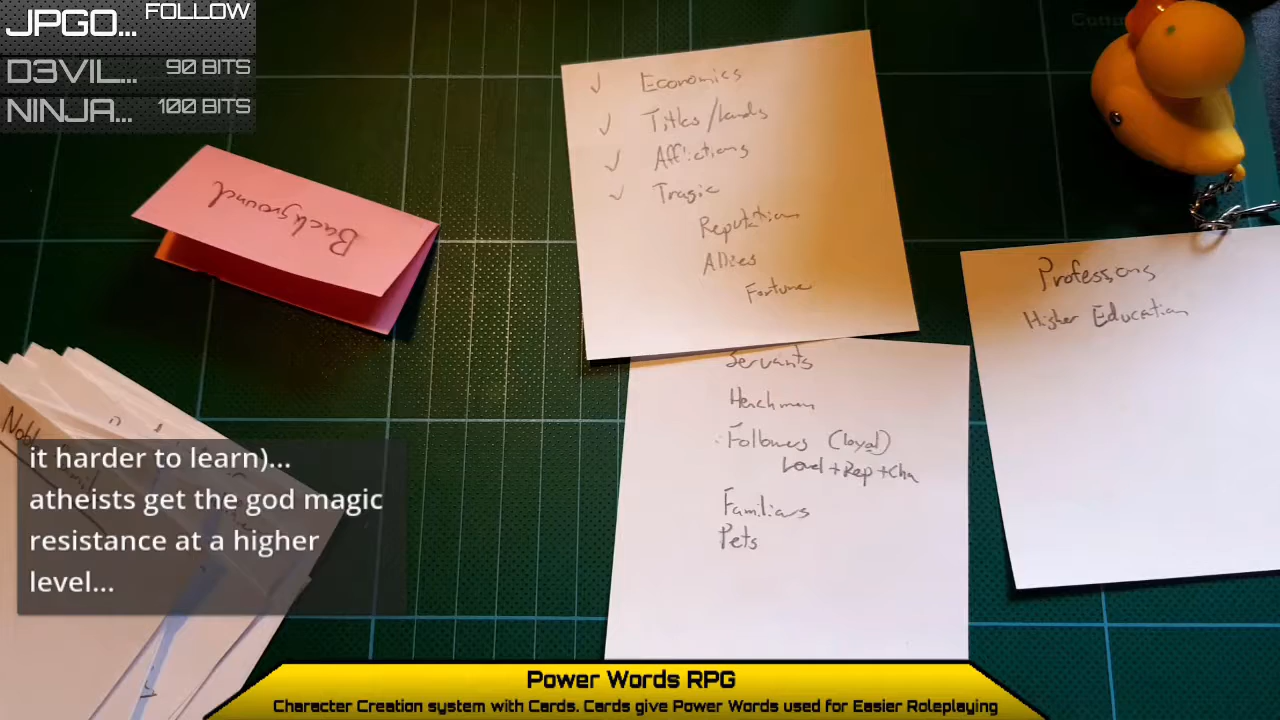 JPGO... FOLLOW
D3VIL... 90 BITS
NINJA... 100 BITS
Background
✓ Economics
✓ Titles/lands
✓ Afflictions
✓ Tragic
Reputation
Allies
Fortune
Servants
Henchmen
Followers (loyal)
Level + Rep + Cha
Familiars
Pets
Professions
Higher Education
it harder to learn)...
atheists get the god magic
resistance at a higher
level...
Power Words RPG
Character Creation system with Cards. Cards give Power Words used for Easier Roleplaying